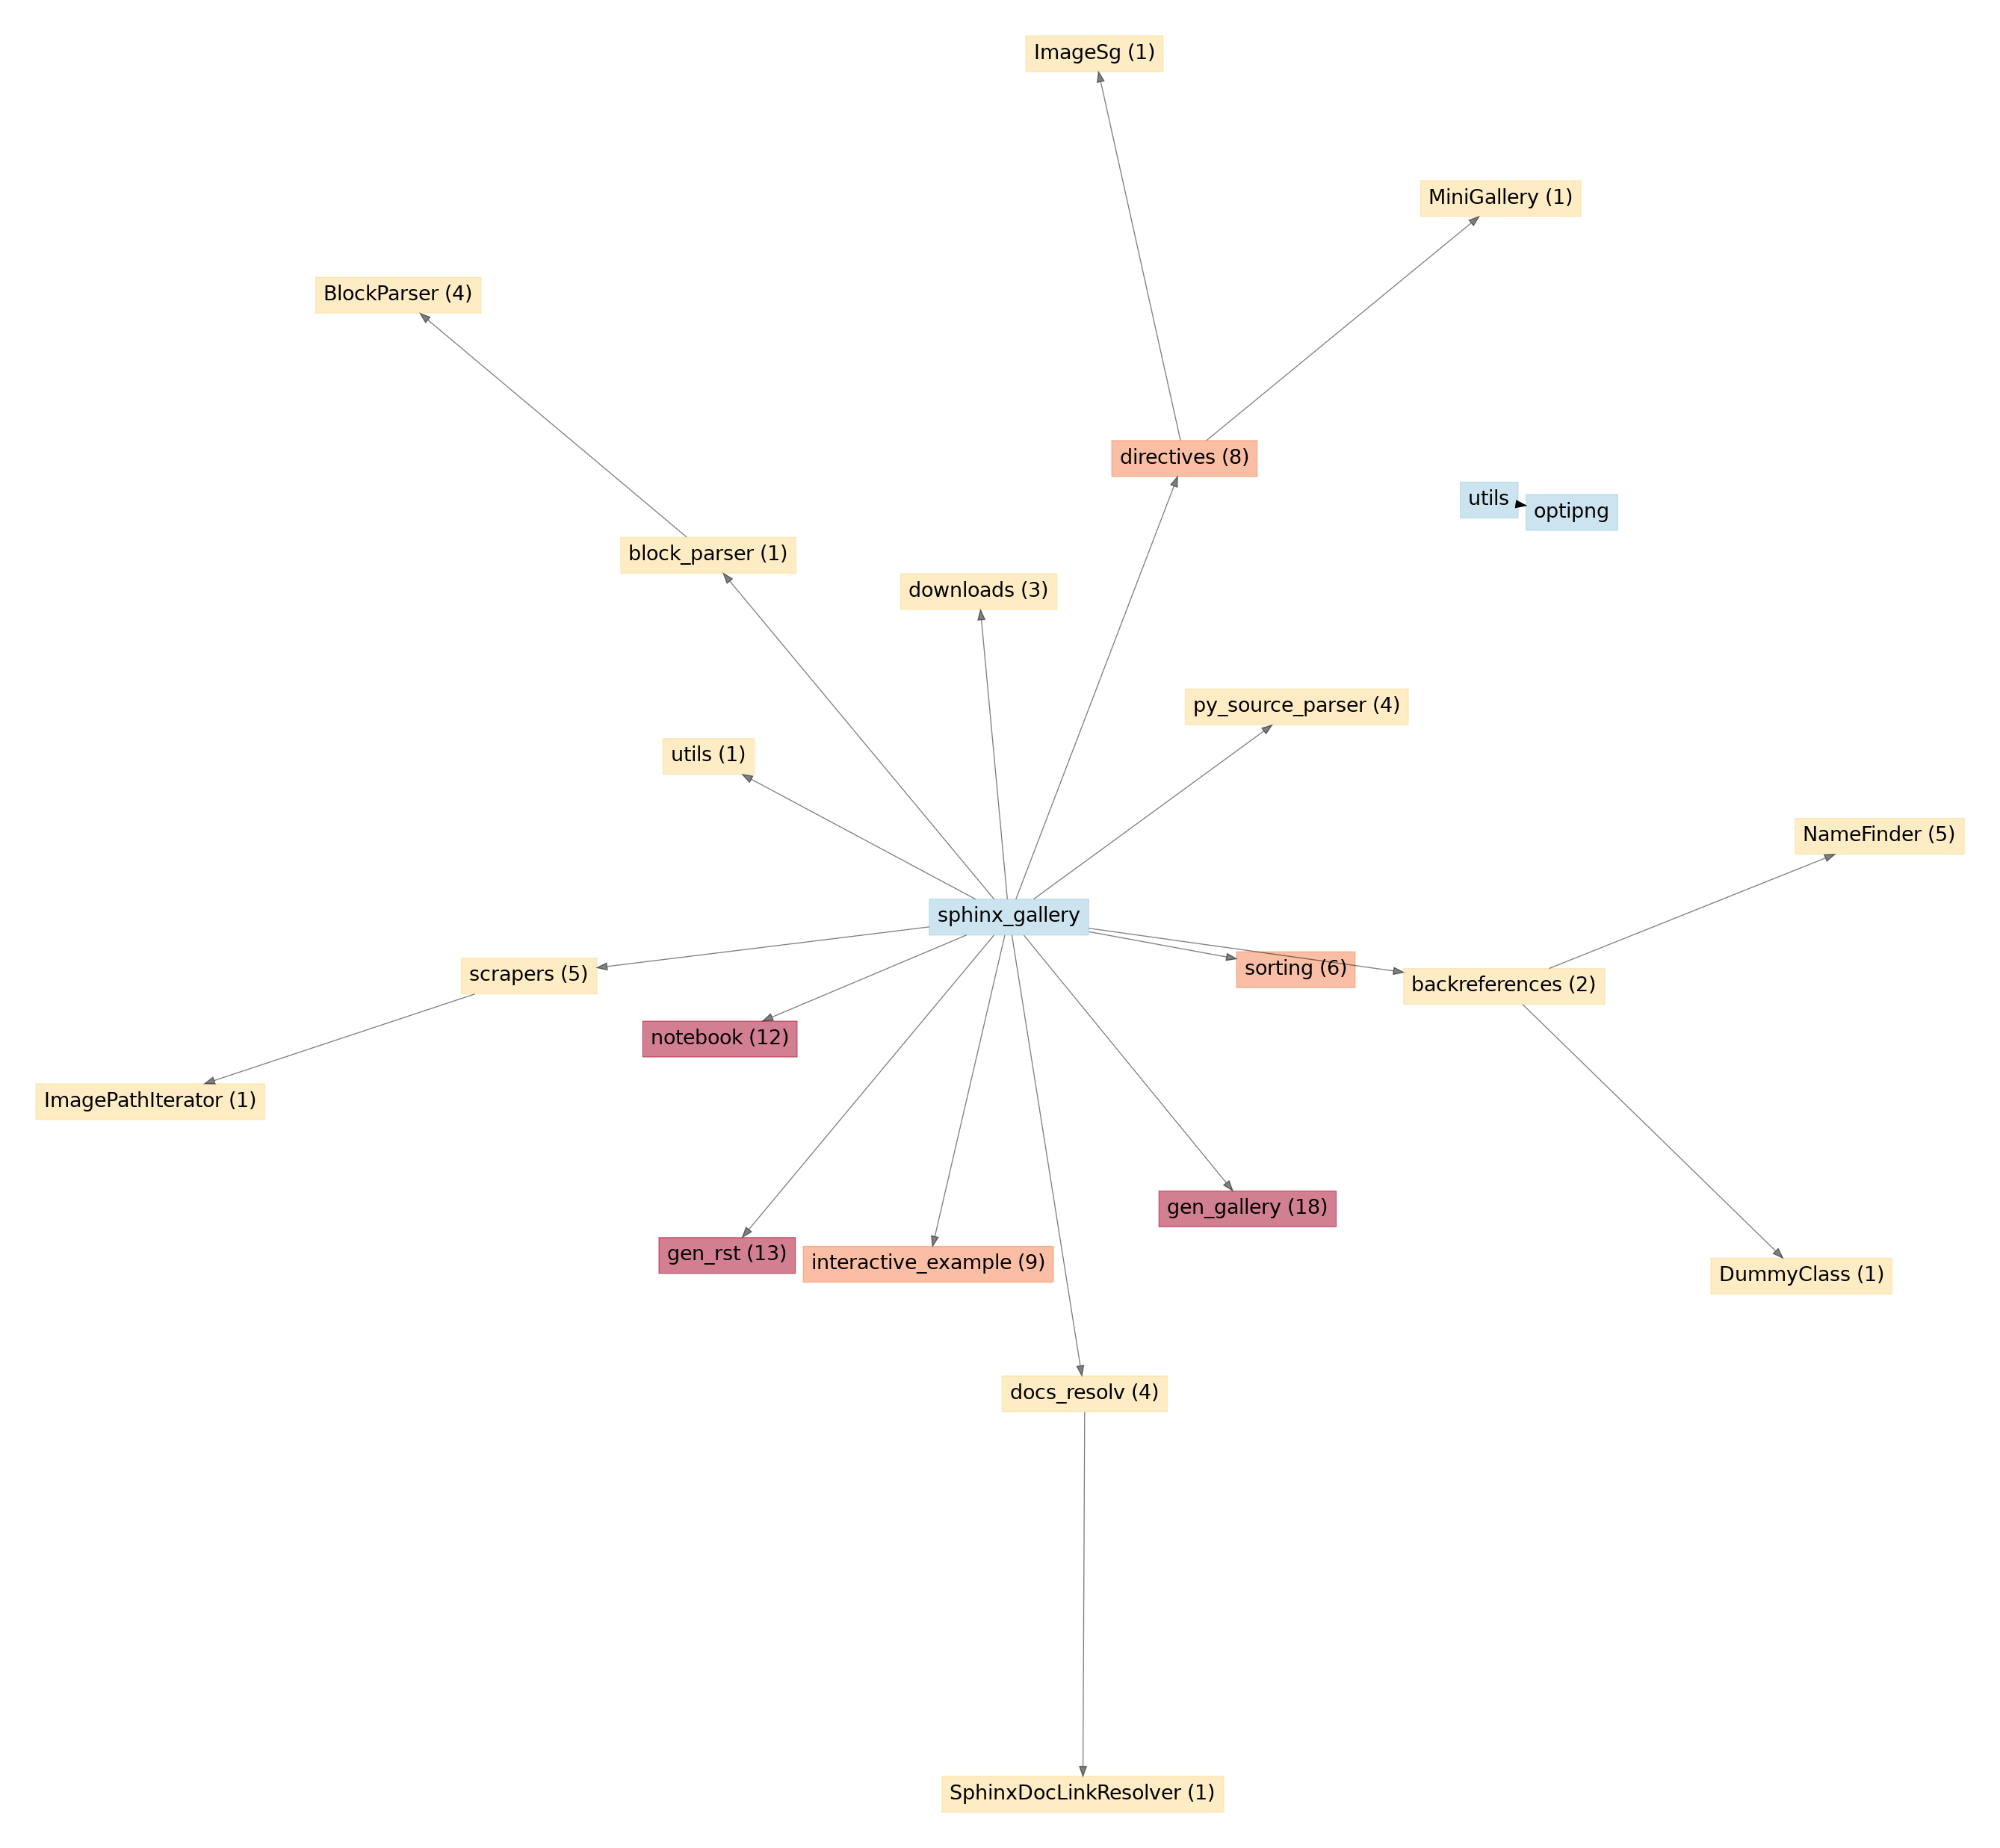 ImageSg (1)
MiniGallery (1)
BlockParser (4)
directives (8)
utils
optipng
block_parser (1)
downloads (3)
py_source_parser (4)
utils (1)
NameFinder (5)
sphinx_gallery
sorting (6)
scrapers (5)
backreferences (2)
notebook (12)
ImagePathIterator (1)
gen_gallery (18)
gen_rst (13)
interactive_example (9)
DummyClass (1)
docs_resolv (4)
SphinxDocLinkResolver (1)